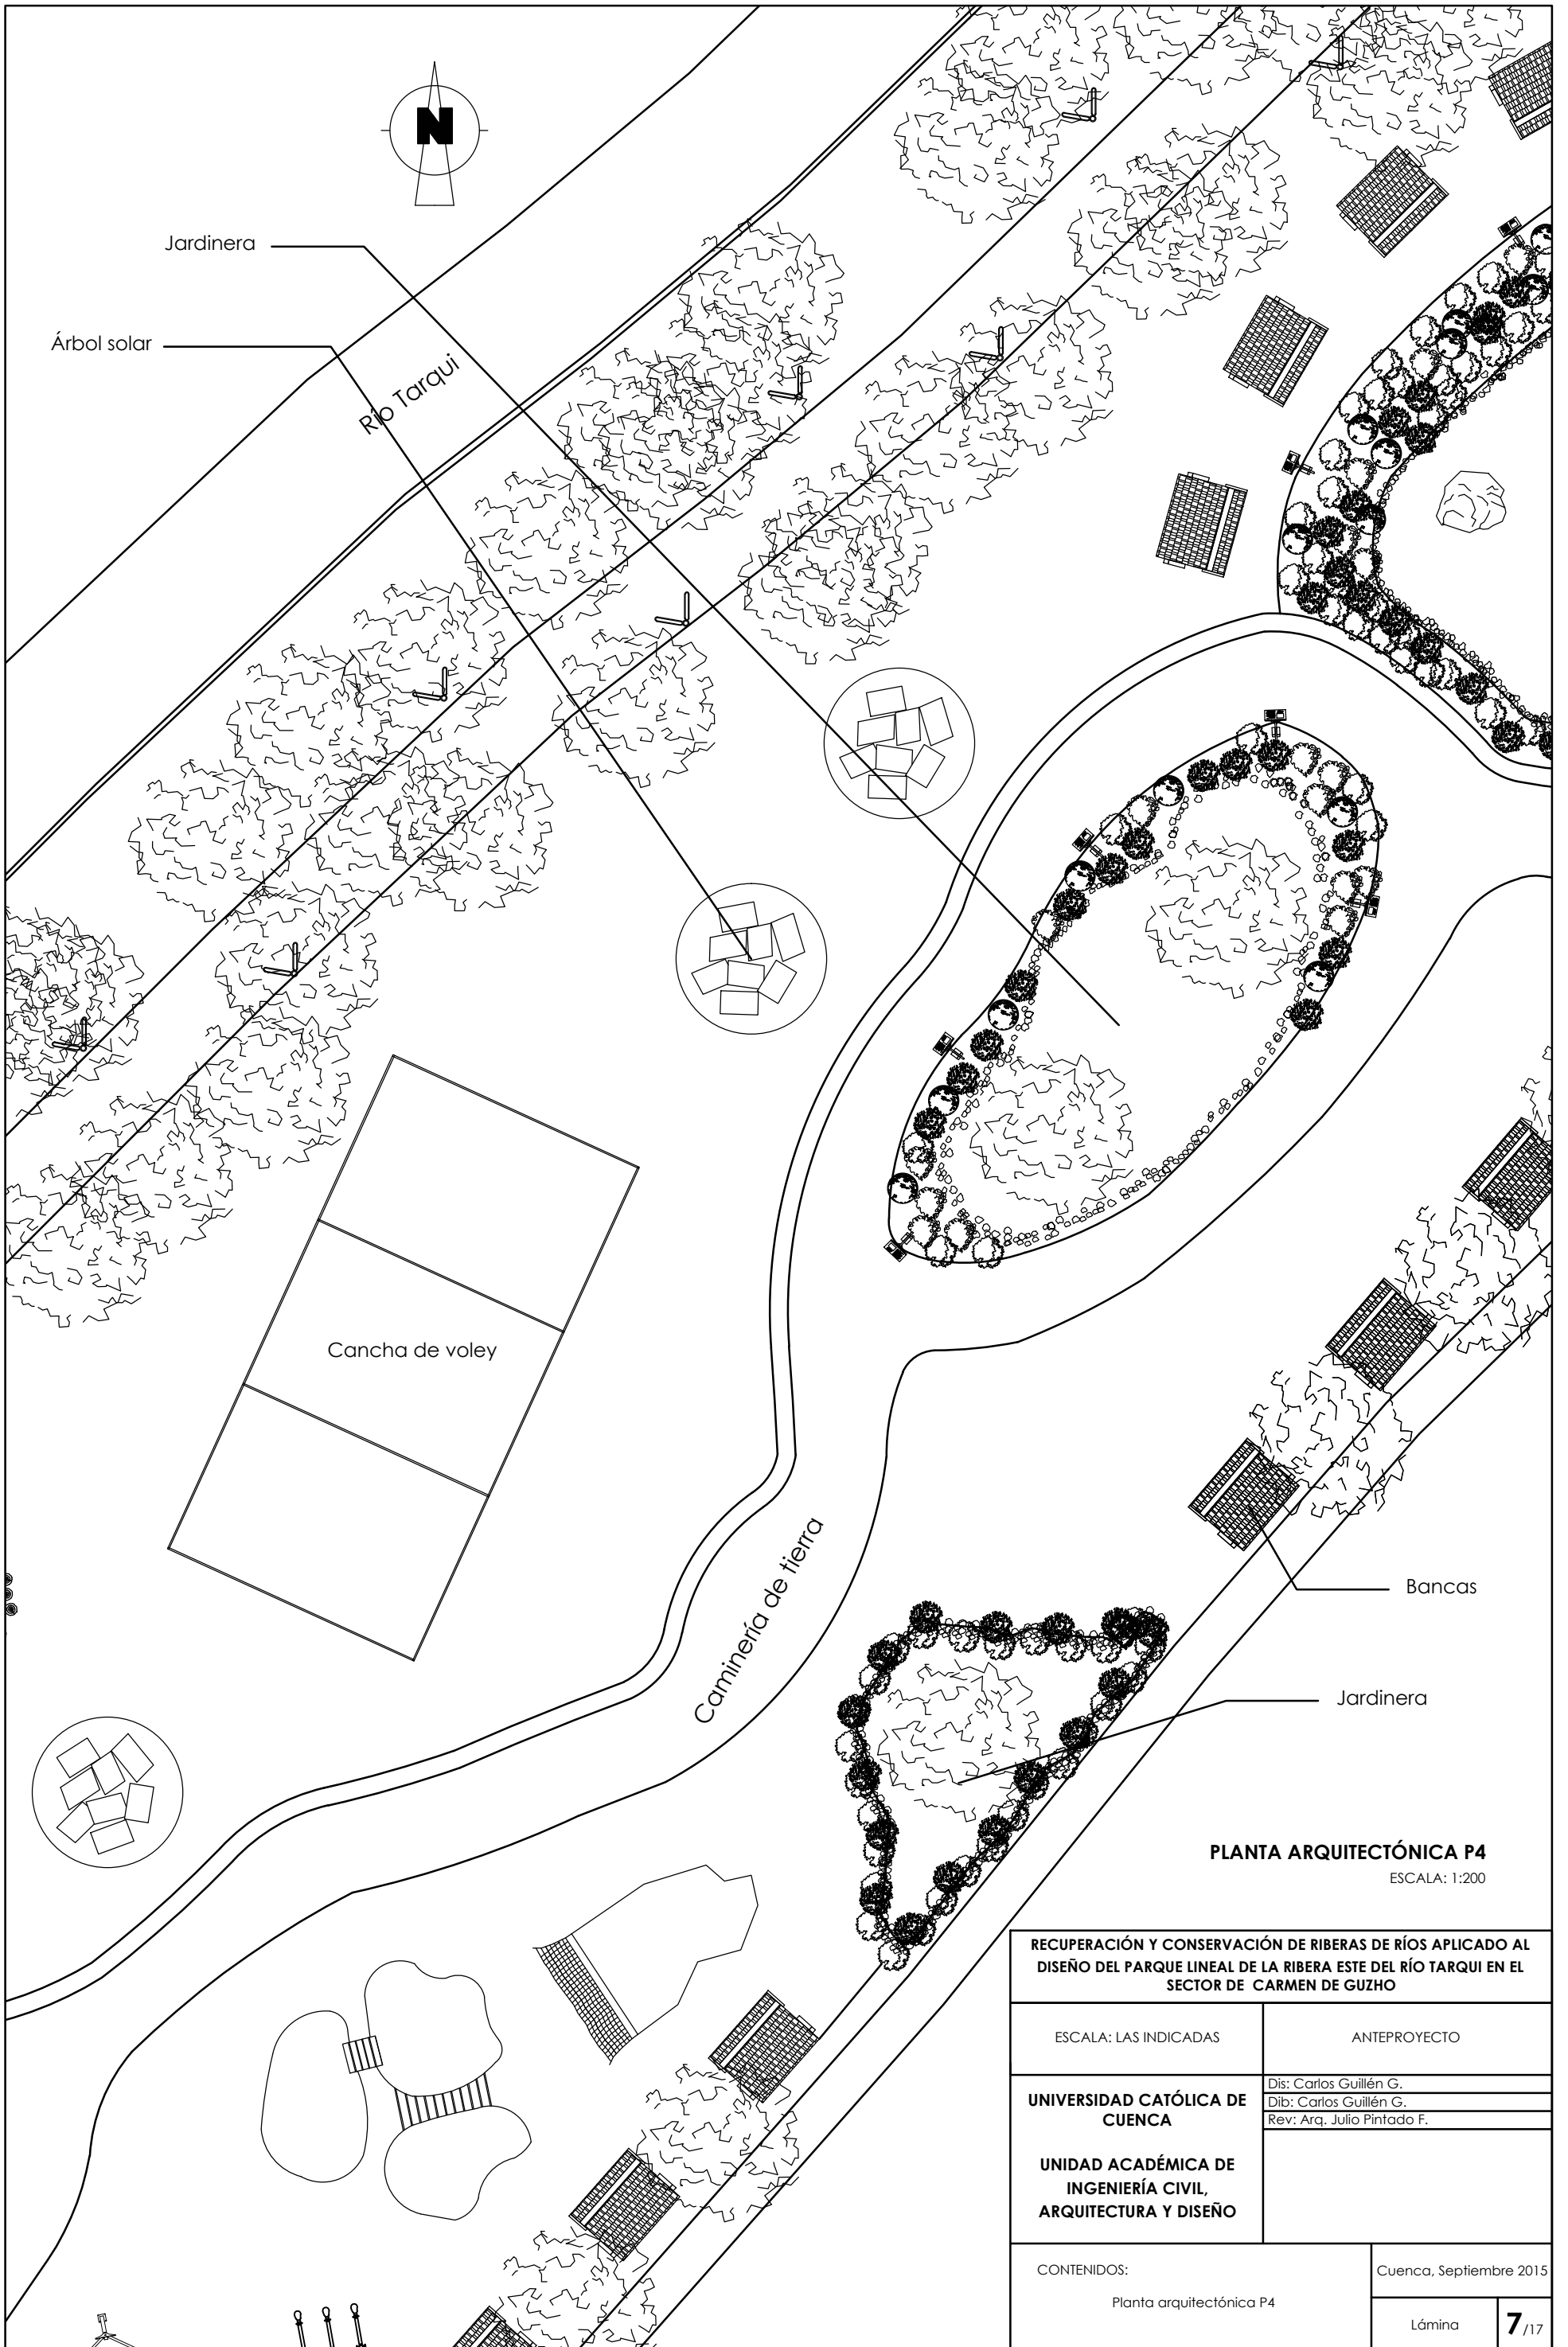 N
Jardinera
Árbol solar
Río Tarqui
Cancha de voley
Caminería de tierra
Bancas
Jardinera
PLANTA ARQUITECTÓNICA P4
ESCALA: 1:200
RECUPERACIÓN Y CONSERVACIÓN DE RIBERAS DE RÍOS APLICADO AL
DISEÑO DEL PARQUE LINEAL DE LA RIBERA ESTE DEL RÍO TARQUI EN EL
SECTOR DE CARMEN DE GUZHO
ESCALA: LAS INDICADAS
ANTEPROYECTO
UNIVERSIDAD CATÓLICA DE
CUENCA
UNIDAD ACADÉMICA DE
INGENIERÍA CIVIL,
ARQUITECTURA Y DISEÑO
Dis: Carlos Guillén G.
Dib: Carlos Guillén G.
Rev: Arq. Julio Pintado F.
CONTENIDOS:
Planta arquitectónica P4
Cuenca, Septiembre 2015
Lámina
7/17